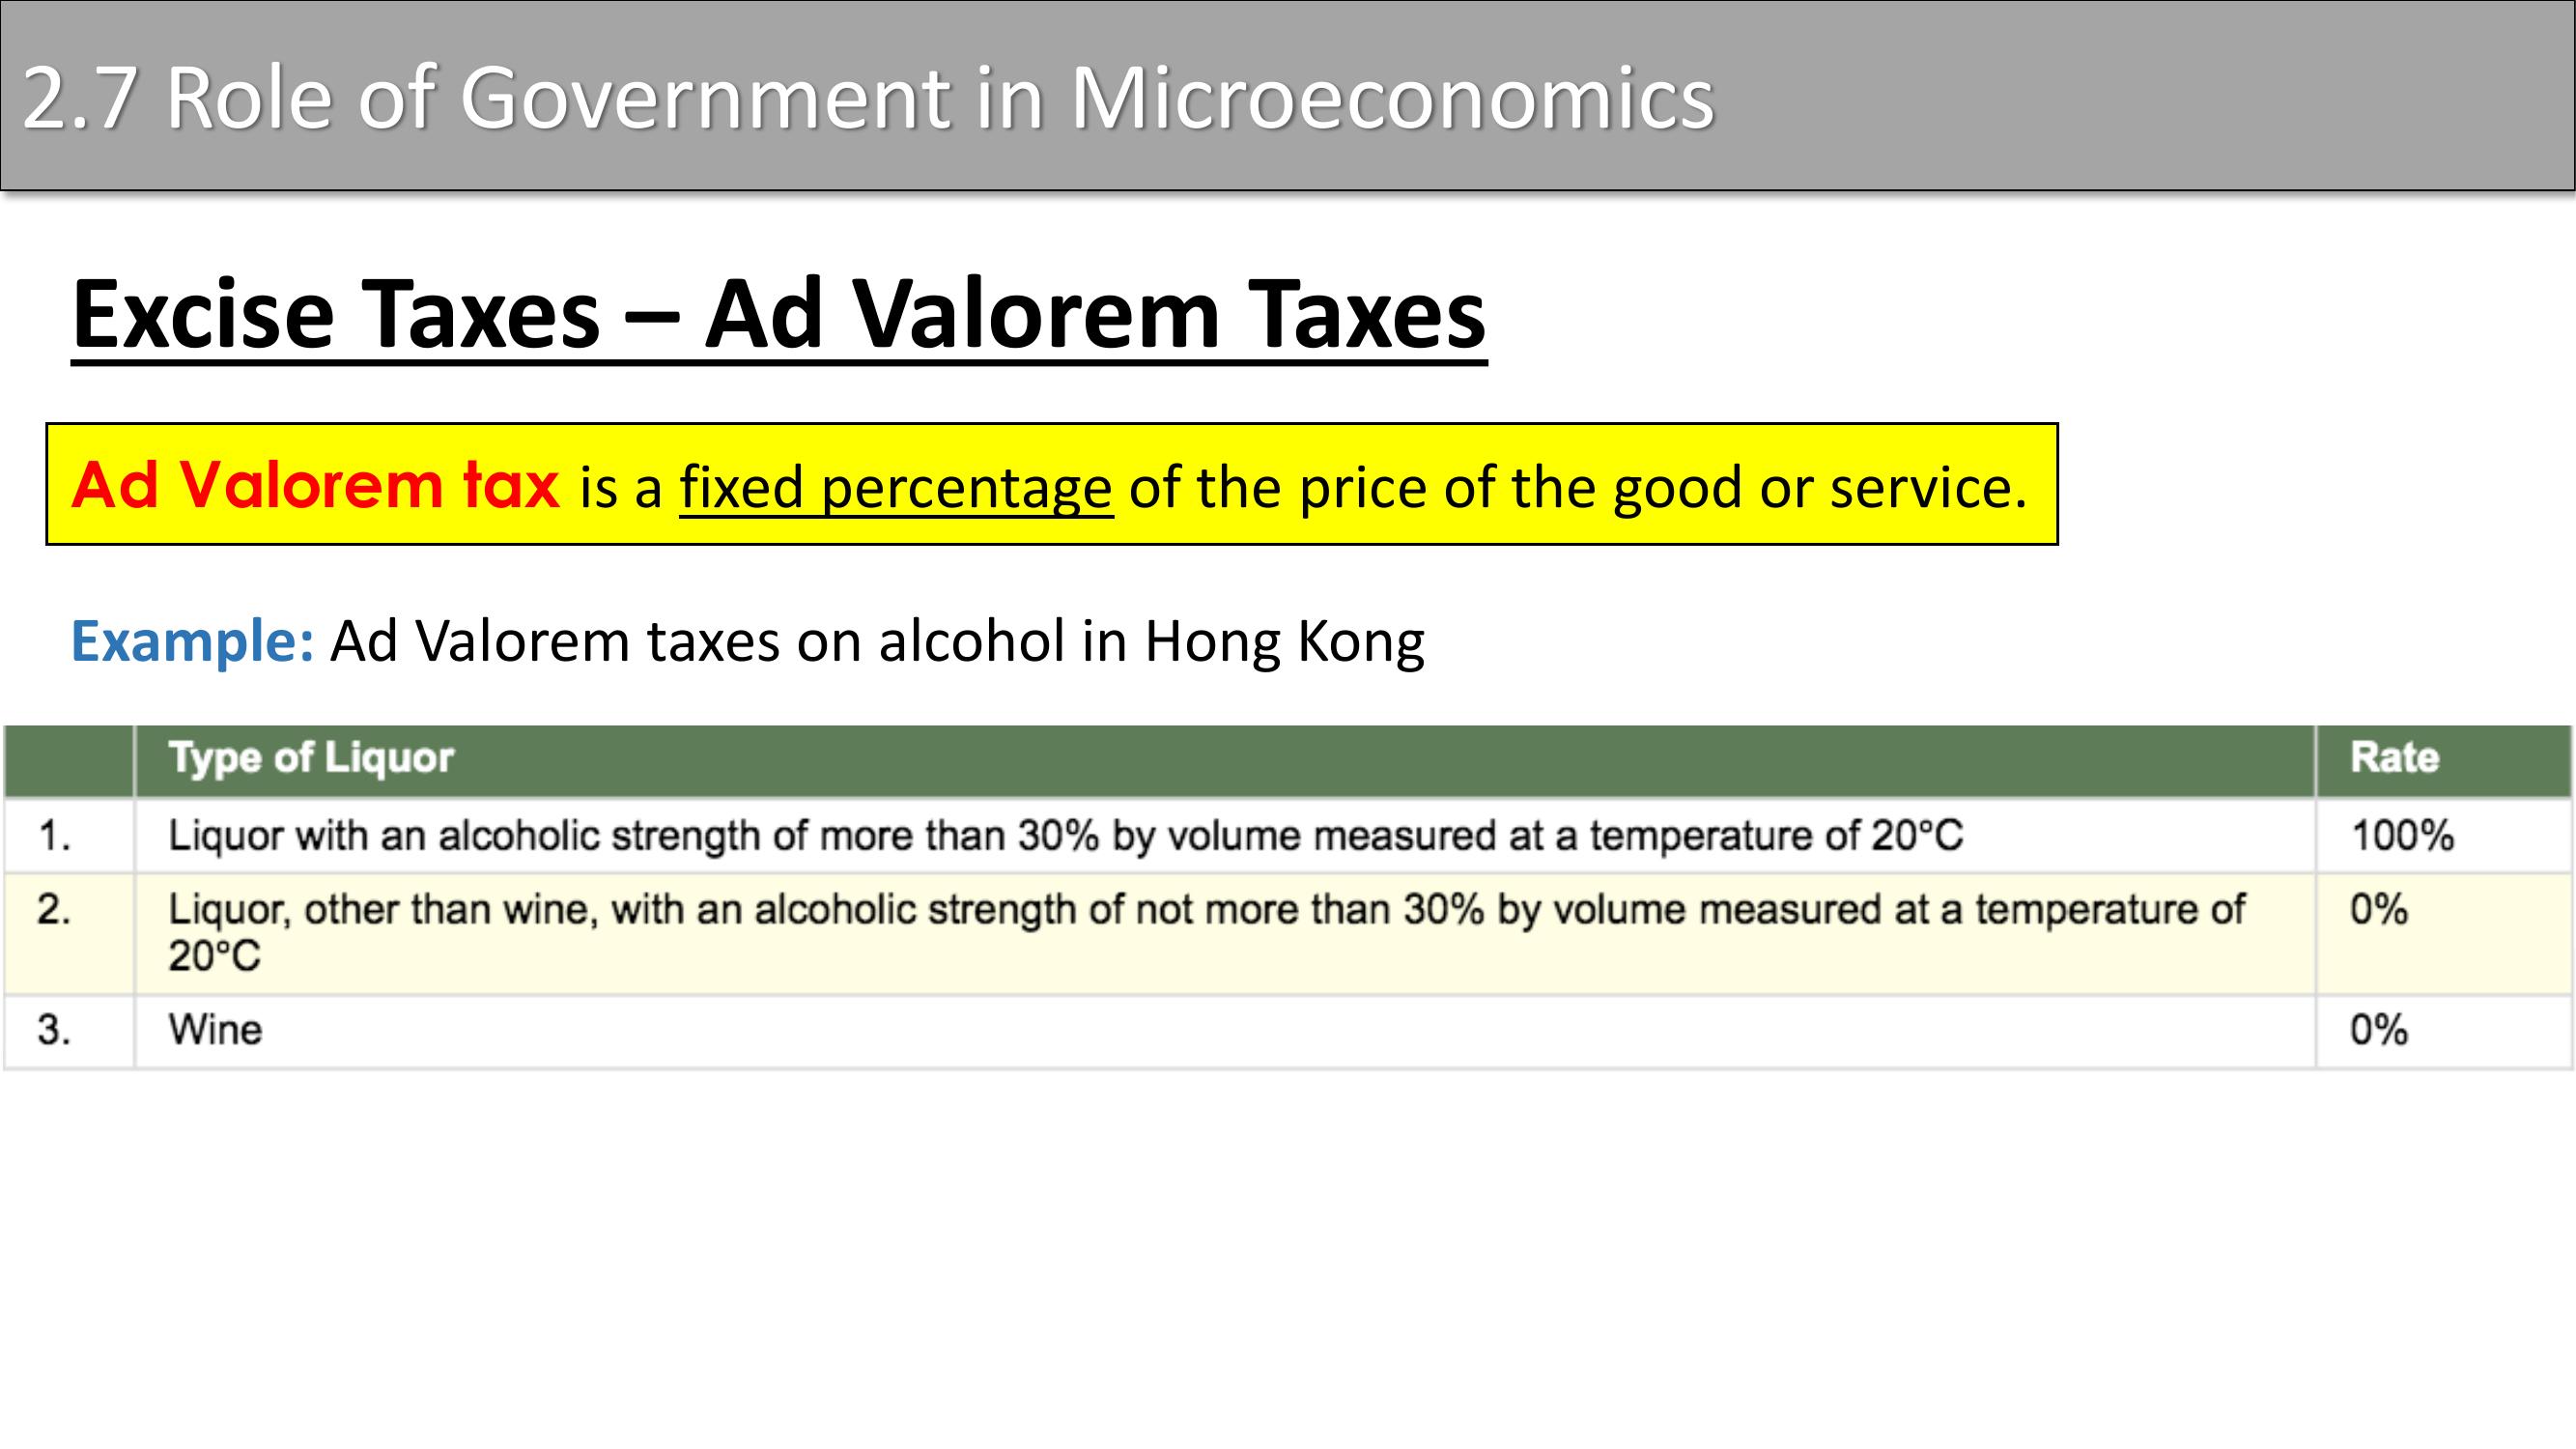 2.7 Role of Government in Microeconomics
Excise Taxes – Ad Valorem Taxes
Ad Valorem tax is a fixed percentage of the price of the good or service.
Example: Ad Valorem taxes on alcohol in Hong Kong
Type of Liquor Rate
1. Liquor with an alcoholic strength of more than 30% by volume measured at a temperature of 20°C 100%
2. Liquor, other than wine, with an alcoholic strength of not more than 30% by volume measured at a temperature of 0%
20°C
3. Wine 0%